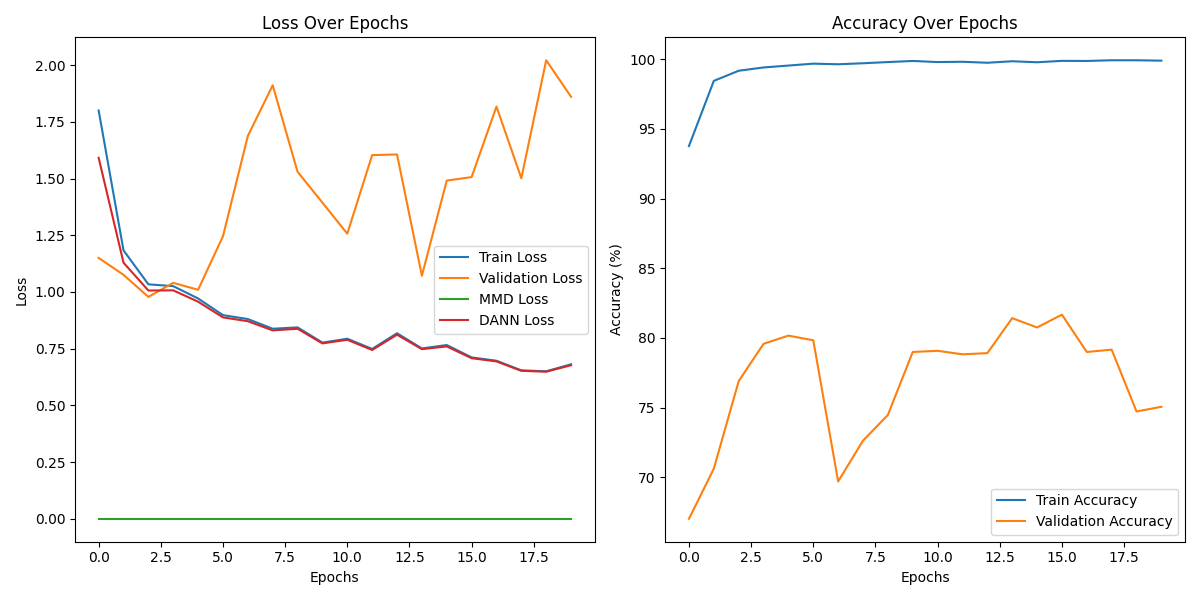 Loss Over Epochs
Loss
2.00
1.75
1.50
1.25
1.00
0.75
0.50
0.25
0.00
Train Loss
Validation Loss
MMD Loss
DANN Loss
0.0 2.5 5.0 7.5 10.0 12.5 15.0 17.5
Epochs
Accuracy Over Epochs
Accuracy (%)
100
95
90
85
80
75
70
Train Accuracy
Validation Accuracy
0.0 2.5 5.0 7.5 10.0 12.5 15.0 17.5
Epochs